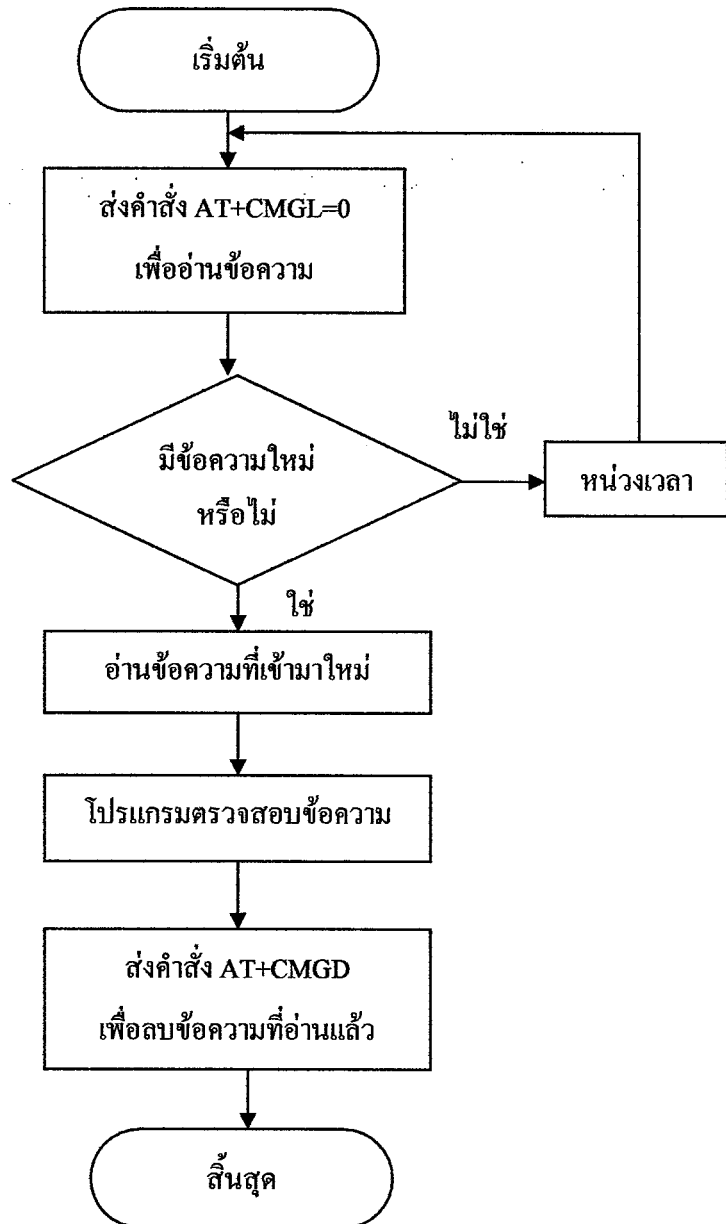 เริ่มต้น
ส่งคำสั่ง AT+CMGL=0
เพื่ออ่านข้อความ
มีข้อความใหม่
หรือไม่
ไม่ใช่
หน่วงเวลา
ใช่
อ่านข้อความที่เข้ามาใหม่
โปรแกรมตรวจสอบข้อความ
ส่งคำสั่ง AT+CMGD
เพื่อลบข้อความที่อ่านแล้ว
สิ้นสุด